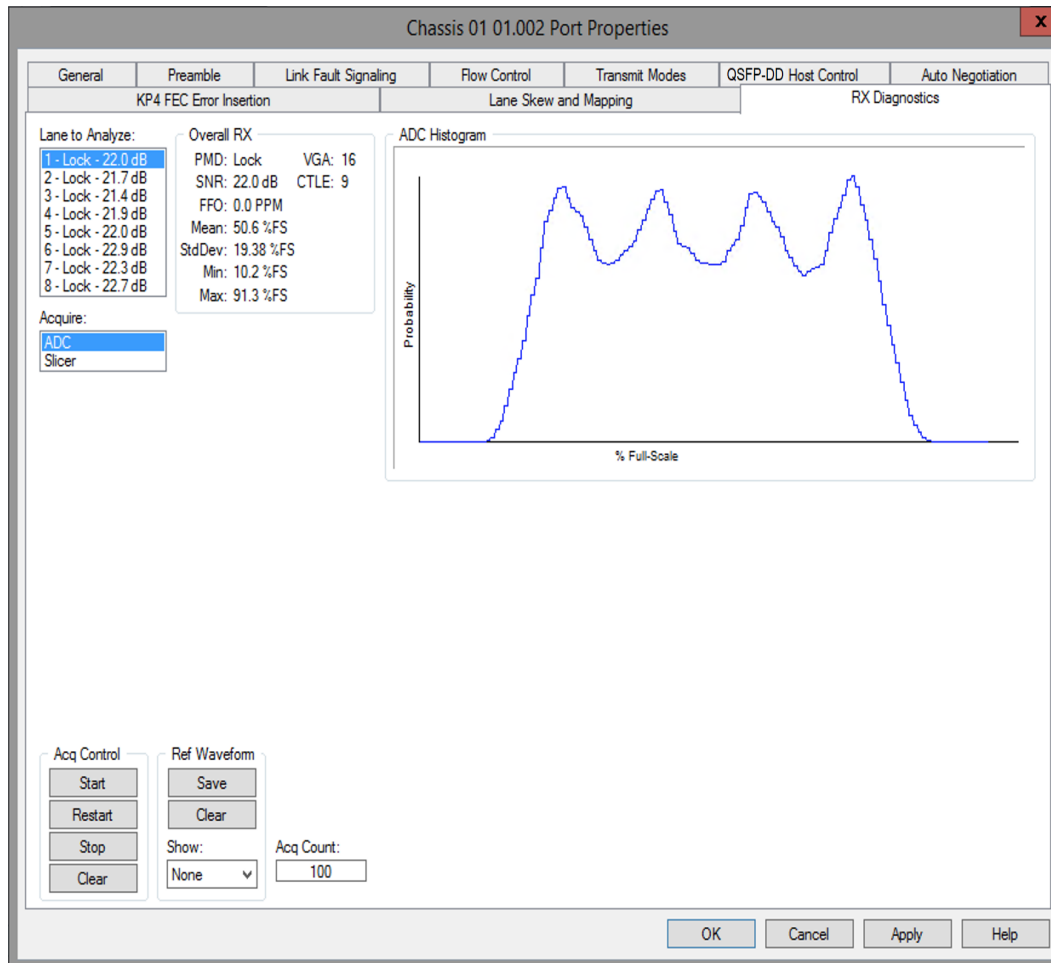 Chassis 01 01.002 Port Properties
x
General
Preamble
Link Fault Signaling
Flow Control
Transmit Modes
QSFP-DD Host Control
Auto Negotiation
KP4 FEC Error Insertion
Lane Skew and Mapping
RX Diagnostics
Lane to Analyze:
1 - Lock - 22.0 dB
2 - Lock - 21.7 dB
3 - Lock - 21.4 dB
4 - Lock - 21.9 dB
5 - Lock - 22.0 dB
6 - Lock - 22.9 dB
7 - Lock - 22.3 dB
8 - Lock - 22.7 dB
Acquire:
ADC
Slicer
Overall RX
PMD: Lock VGA: 16
SNR: 22.0 dB CTLE: 9
FFO: 0.0 PPM
Mean: 50.6 %FS
StdDev: 19.38 %FS
Min: 10.2 %FS
Max: 91.3 %FS
ADC Histogram
Probability
% Full-Scale
Acq Control
Start
Restart
Stop
Clear
Ref Waveform
Save
Clear
Show:
None
Acq Count:
100
OK
Cancel
Apply
Help